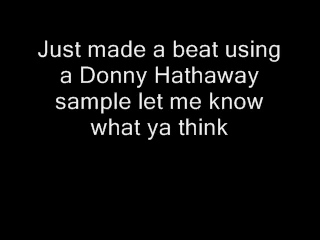 Just made a beat using
a Donny Hathaway
sample let me know
what ya think